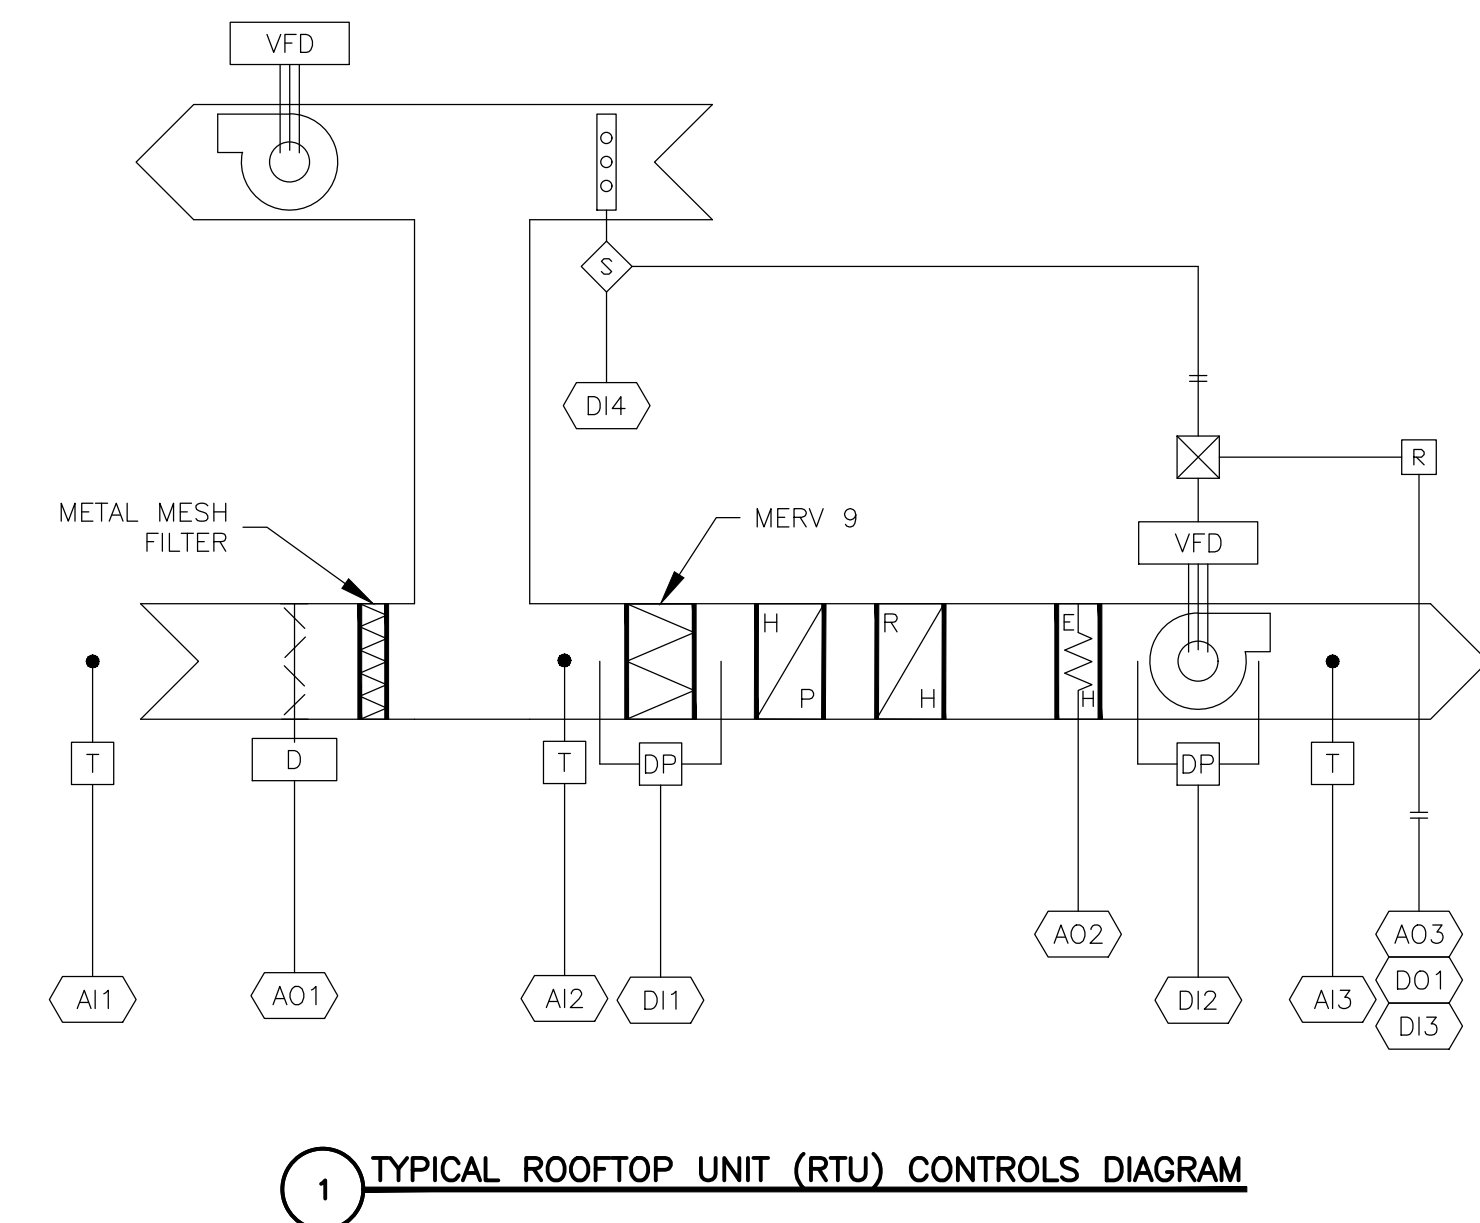 VFD
S
DI4
R
METAL MESH
FILTER
MERV 9
VFD
H
P
R
H
E
H
T
D
T
DP
DP
T
AO2
AO3
AI1
AO1
AI2
DI1
DI2
AI3
DO1
DI3
1
TYPICAL ROOFTOP UNIT (RTU) CONTROLS DIAGRAM